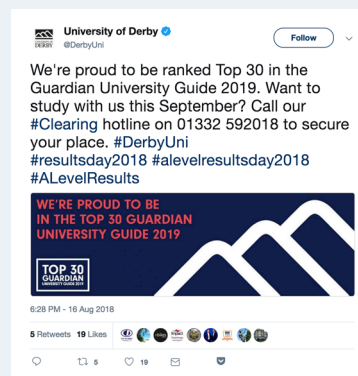 University of Derby
@DerbyUni
Follow
We're proud to be ranked Top 30 in the
Guardian University Guide 2019. Want to
study with us this September? Call our
#Clearing hotline on 01332 592018 to secure
your place. #DerbyUni
#resultsday2018 #alevelresultsday2018
#ALevelResults
WE'RE PROUD TO BE
IN THE TOP 30 GUARDIAN
UNIVERSITY GUIDE 2019
TOP 30
GUARDIAN
UNIVERSITY GUIDE 2019
6:28 PM - 16 Aug 2018
5 Retweets 19 Likes
5
19